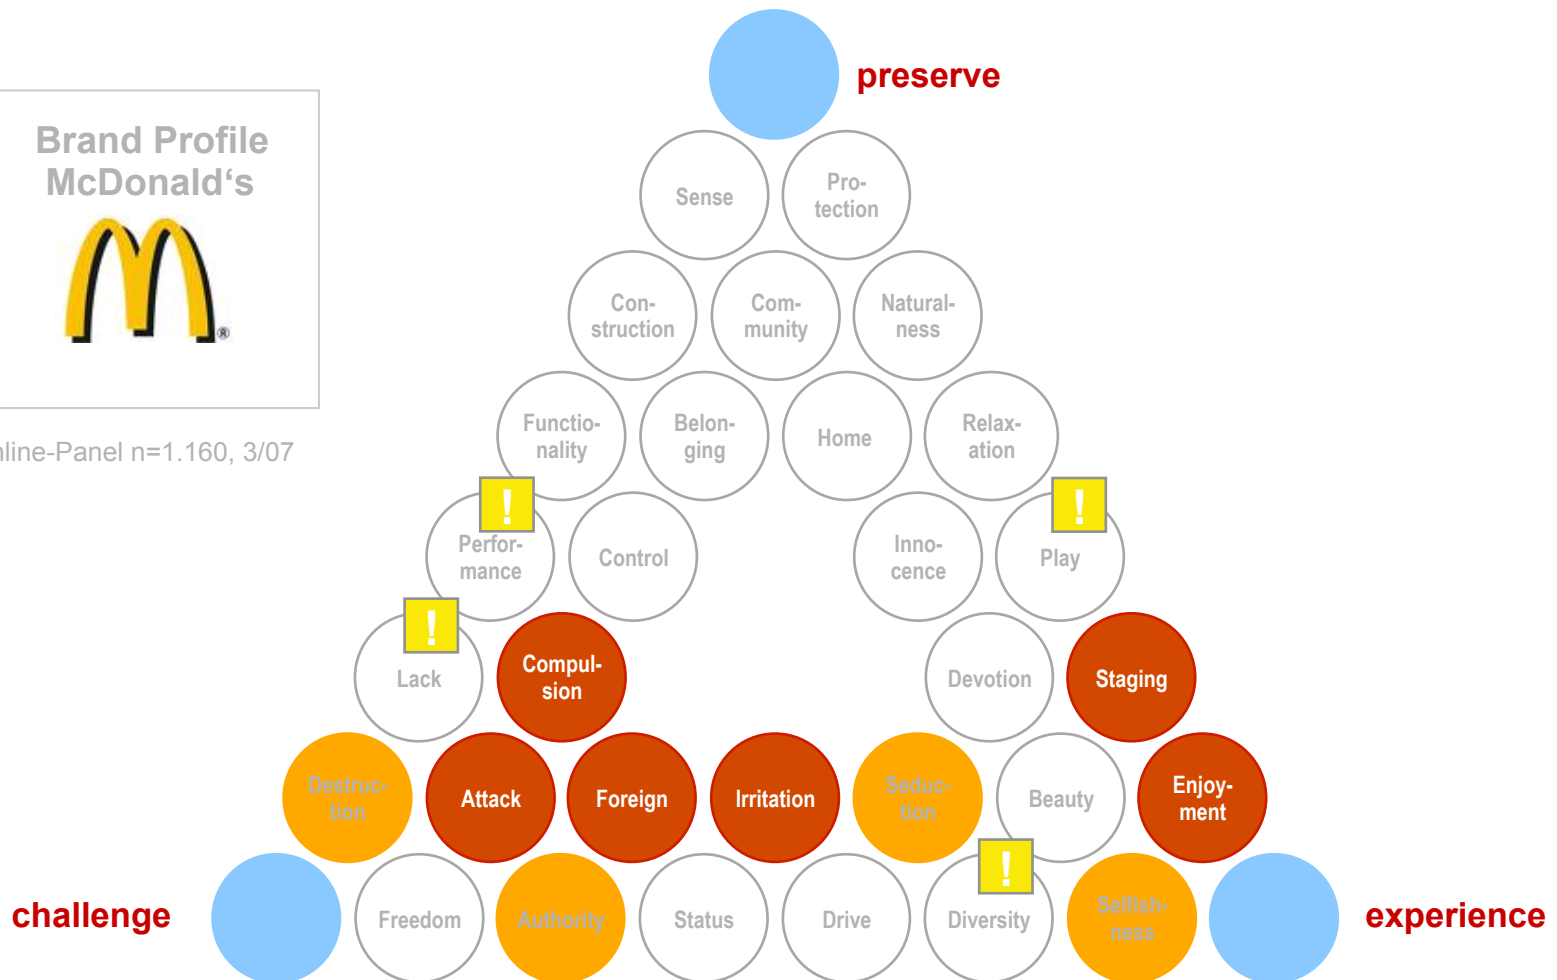 preserve
Brand Profile
McDonald‘s
®
Sense
Pro-
tection
Con-
struction
Com-
munity
Natural-
ness
Functio-
nality
Belon-
ging
Home
Relax-
ation
nline-Panel n=1.160, 3/07
!
!
Perfor-
mance
Control
Inno-
cence
Play
!
Lack
Compul-
sion
Devotion
Staging
Destruc-
tion
Attack
Foreign
Irritation
Seduc-
tion
Beauty
Enjoy-
ment
!
challenge
Freedom
Authority
Status
Drive
Diversity
Selfish-
ness
experience